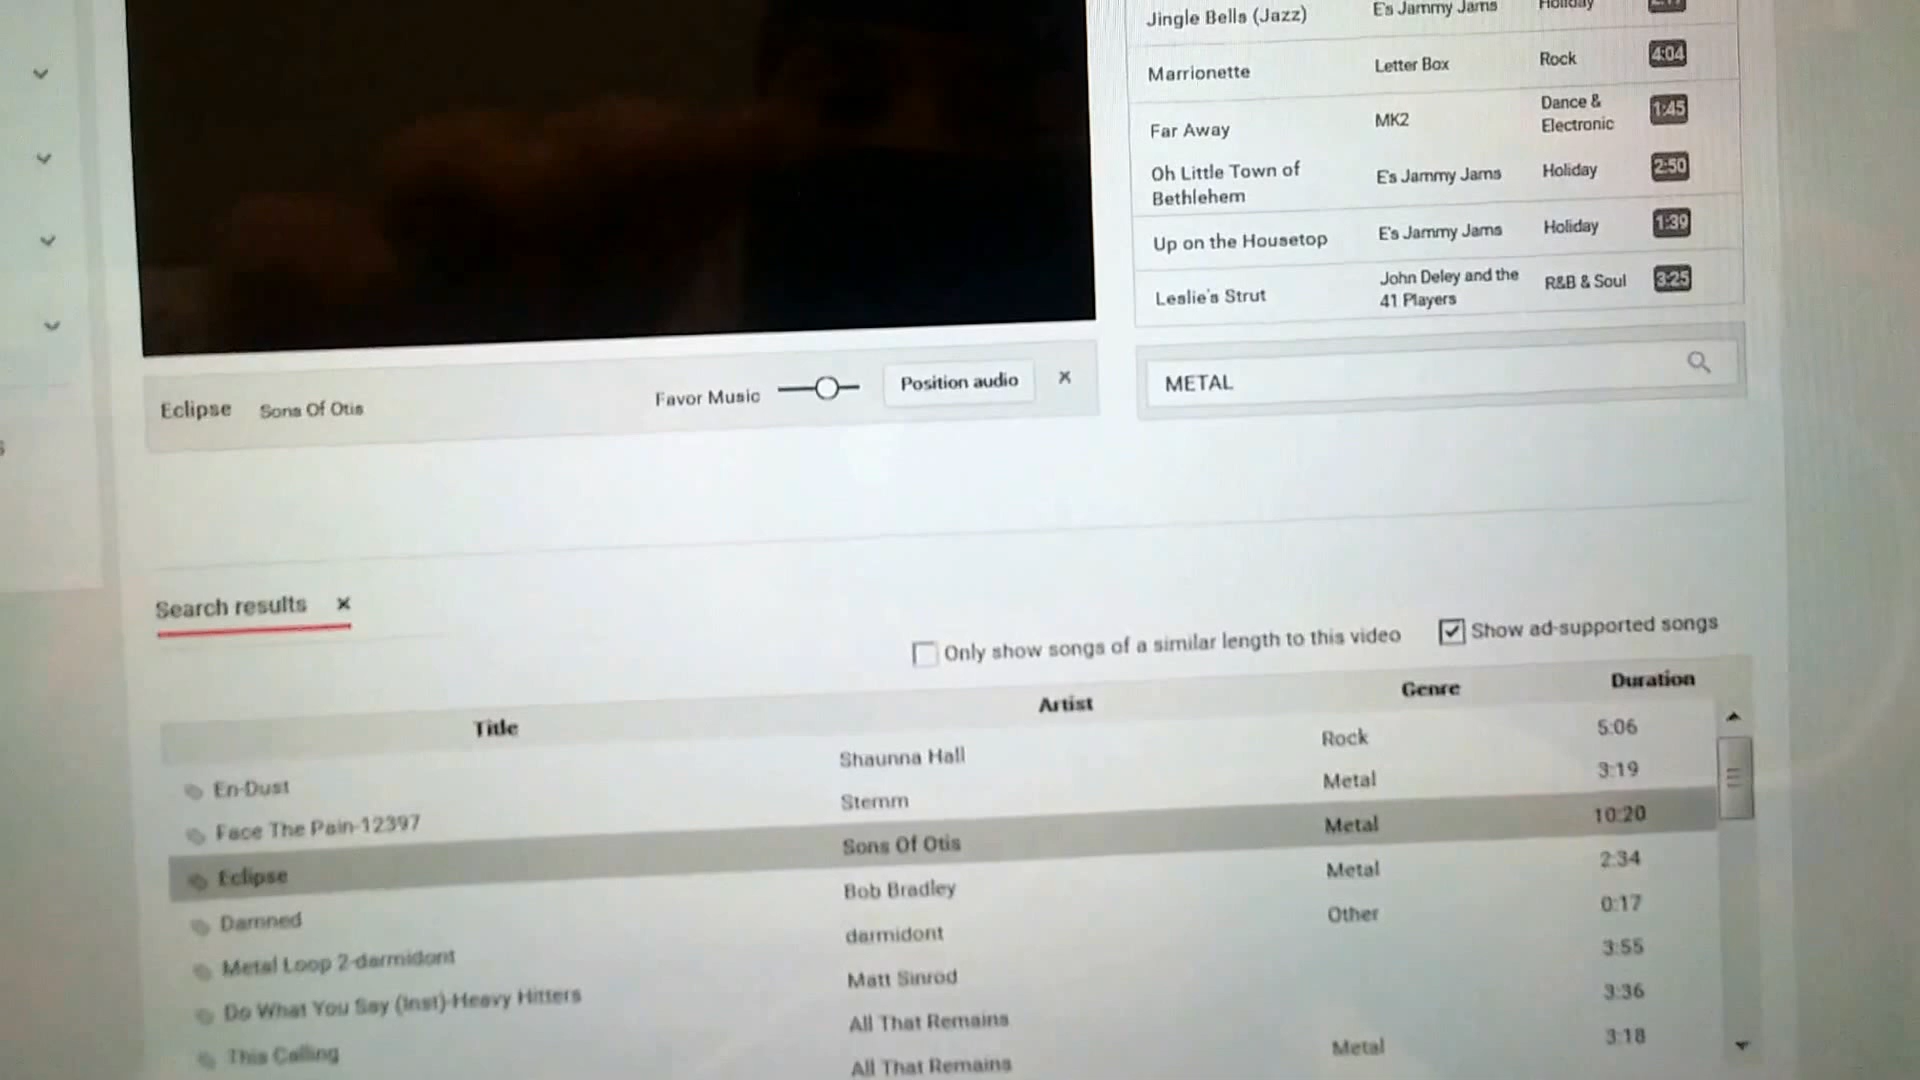 Jingle Bells (Jazz) E's Jammy Jams Holiday
Marrionette Letter Box Rock 4:04
Far Away MK2 Dance & Electronic 1:45
Oh Little Town of Bethlehem E's Jammy Jams Holiday 2:50
Up on the Housetop E's Jammy Jams Holiday 1:39
Leslie's Strut John Deley and the 41 Players R&B & Soul 3:25
Eclipse Sons Of Otis Favor Music Position audio x
METAL
Search results x
Only show songs of a similar length to this video Show ad-supported songs
Title Artist Genre Duration
En-Dust Shaunna Hall Rock 5:06
Face The Pain-12397 Stemm Metal 3:19
Eclipse Sons Of Otis Metal 10:20
Damned Bob Bradley Metal 2:34
Metal Loop 2-darmidont darmidont Other 0:17
Do What You Say (Inst)-Heavy Hitters Matt Sinrod 3:55
This Calling All That Remains 3:36
All That Remains Metal 3:18